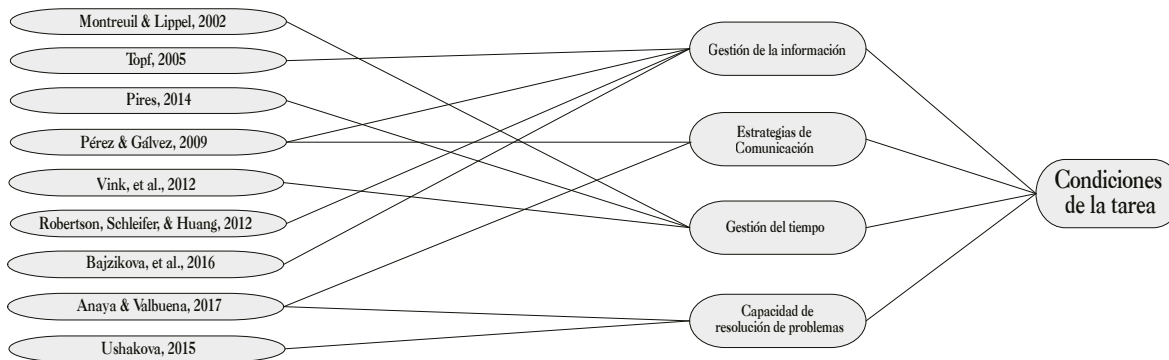 Montreuil & Lippel, 2002
Topf, 2005
Pires, 2014
Pérez & Gálvez, 2009
Vink, et al., 2012
Robertson, Schleifer, & Huang, 2012
Bajzikova, et al., 2016
Anaya & Valbuena, 2017
Ushakova, 2015
Gestión de la información
Estrategias de
Comunicación
Gestión del tiempo
Capacidad de
resolución de problemas
Condiciones
de la tarea